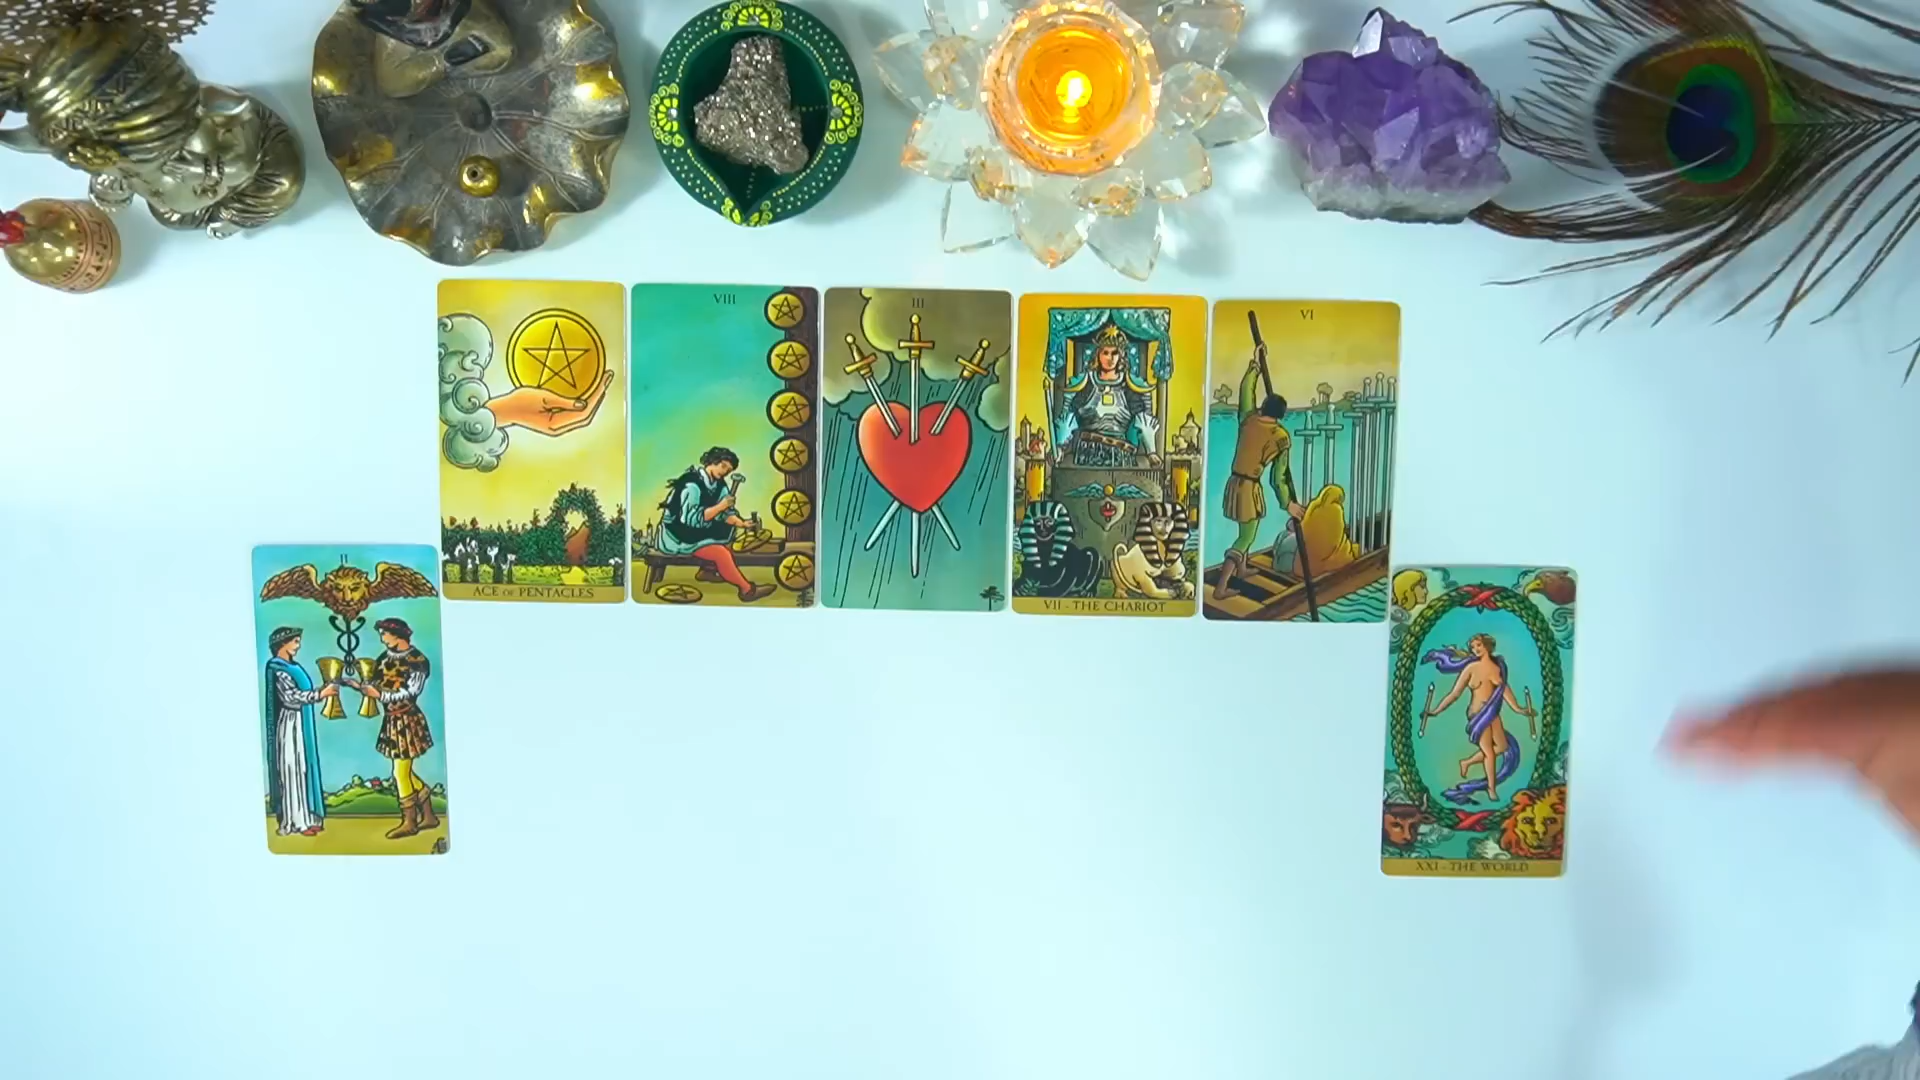 ACE OF PENTACLES
VIII
III
VII - THE CHARIOT
VI
II
XXI - THE WORLD